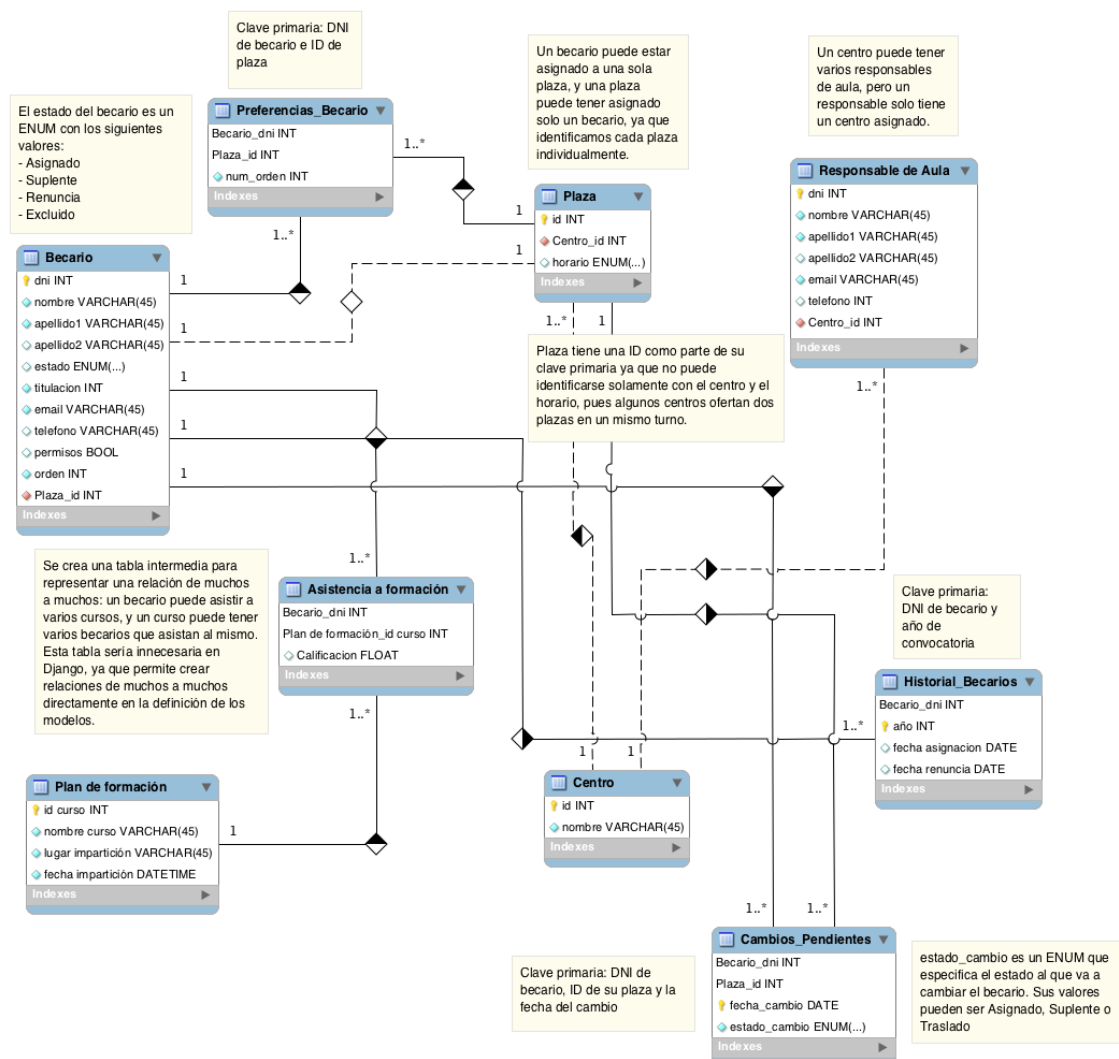 Clave primaria: DNI
de becario e ID de
plaza
Un becario puede estar
asignado a una sola
plaza, y una plaza
puede tener asignado
solo un becario, ya que
identificamos cada plaza
individualmente.
Un centro puede tener
varios responsables
de aula, pero un
responsable solo tiene
un centro asignado.
El estado del becario es un
ENUM con los siguientes
valores:
- Asignado
- Suplente
- Renuncia
- Excluido
Preferencias_Becario
Becario_dni INT
Plaza_id INT
num_orden INT
Indexes
1..*
1
1..*
Plaza
id INT
Centro_id INT
horario ENUM(...)
Indexes
1
1..*
1
Responsable de Aula
dni INT
nombre VARCHAR(45)
apellido1 VARCHAR(45)
apellido2 VARCHAR(45)
email VARCHAR(45)
telefono INT
Centro_id INT
Indexes
1..*
Becario
dni INT
nombre VARCHAR(45)
apellido1 VARCHAR(45)
apellido2 VARCHAR(45)
estado ENUM(...)
titulacion INT
email VARCHAR(45)
telefono VARCHAR(45)
permisos BOOL
orden INT
Plaza_id INT
Indexes
1
1
1
1
1
Plaza tiene una ID como parte de su
clave primaria ya que no puede
identificarse solamente con el centro y el
horario, pues algunos centros ofertan dos
plazas en un mismo turno.
Se crea una tabla intermedia para
representar una relación de muchos
a muchos: un becario puede asistir a
varios cursos, y un curso puede tener
varios becarios que asistan al mismo.
Esta tabla seria innecesaria en
Django, ya que permite crear
relaciones de muchos a muchos
directamente en la definición de los
modelos.
1..*
Asistencia a formación
Becario_dni INT
Plan de formación_id curso INT
Calificacion FLOAT
Indexes
1..*
Clave primaria:
DNI de becario y
año de
convocatoria
Historial_Becarios
Becario_dni INT
año INT
fecha asignacion DATE
fecha renuncia DATE
Indexes
1..*
1
1
Plan de formación
id curso INT
nombre curso VARCHAR(45)
lugar impartición VARCHAR(45)
fecha impartición DATETIME
Indexes
1
Centro
id INT
nombre VARCHAR(45)
Indexes
1..*
1..*
Clave primaria: DNI de
becario, ID de su plaza y la
fecha del cambio
Cambios_Pendientes
Becario_dni INT
Plaza_id INT
fecha_cambio DATE
estado_cambio ENUM(...)
Indexes
estado_cambio es un ENUM que
especifica el estado al que va a
cambiar el becario. Sus valores
pueden ser Asignado, Suplente o
Traslado